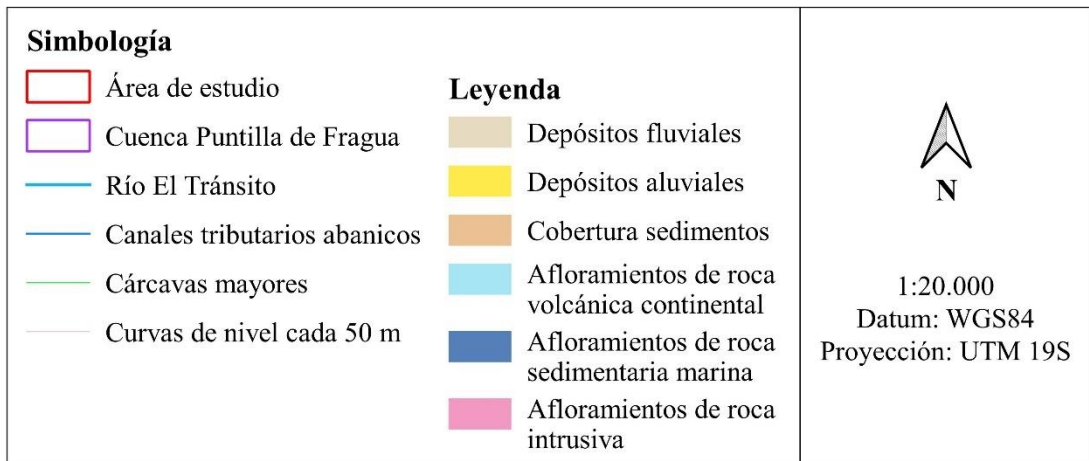 Simbología
Área de estudio
Cuenca Puntilla de Fragua
Río El Tránsito
Canales tributarios abanicos
Cárcavas mayores
Curvas de nivel cada 50 m
Leyenda
Depósitos fluviales
Depósitos aluviales
Cobertura sedimentos
Afloramientos de roca
volcánica continental
Afloramientos de roca
sedimentaria marina
Afloramientos de roca
intrusiva
N
1:20.000
Datum: WGS84
Proyección: UTM 19S